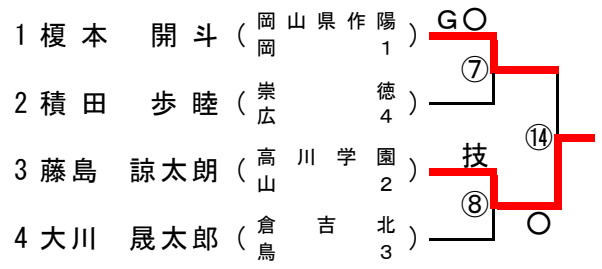 1 榎本 開斗 (岡山県作陽 岡 1) G〇
⑦
2 積田 歩睦 (崇徳 広 4)
⑭
3 藤島 諒太朗 (高川学園 山 2) 技
⑧ 〇
4 大川 晟太郎 (倉吉北 鳥 3)